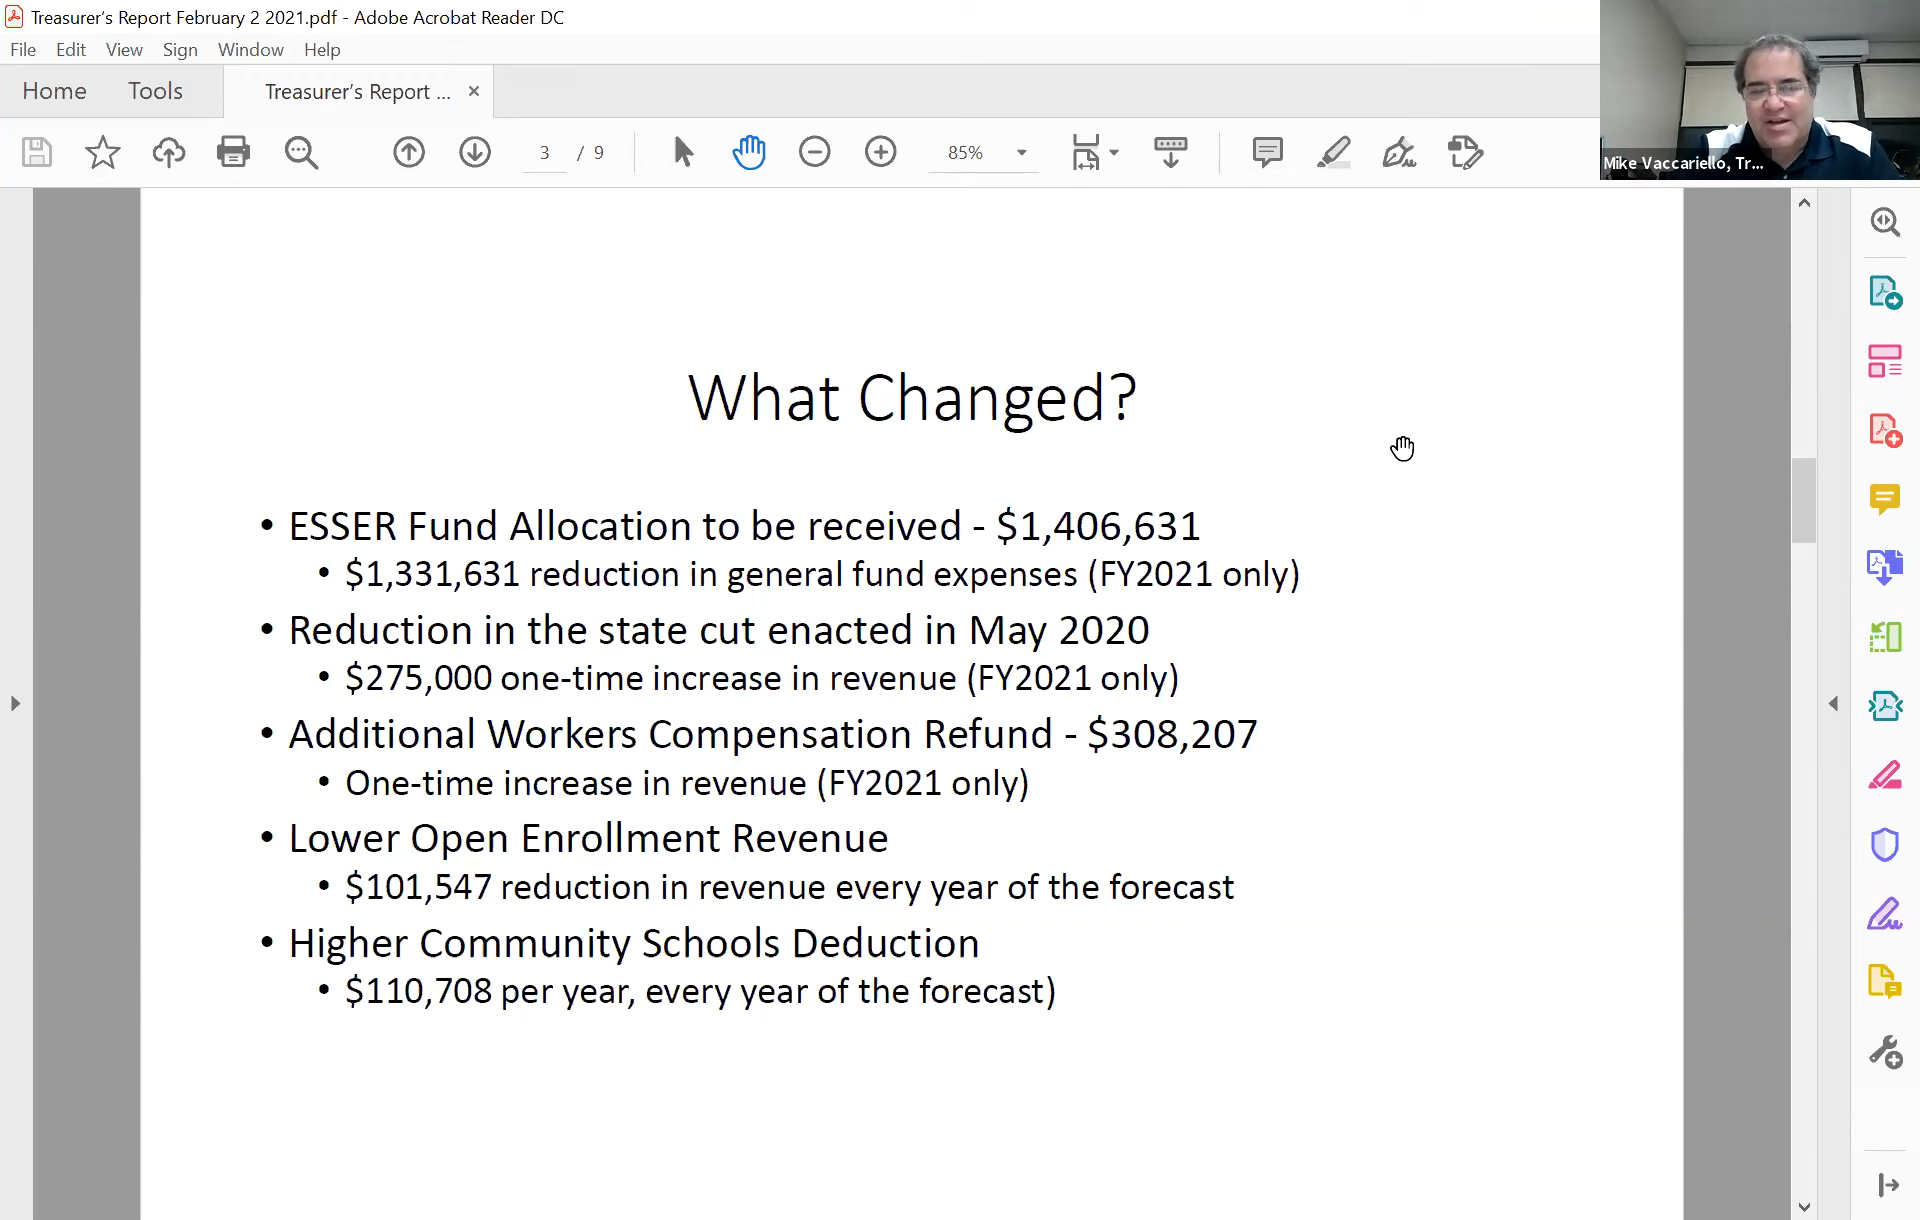 Treasurer's Report February 2 2021.pdf - Adobe Acrobat Reader DC
File Edit View Sign Window Help
Home Tools Treasurer's Report ... ×
3 / 9 85%
Mike Vaccariello, Tr...
What Changed?
• ESSER Fund Allocation to be received - $1,406,631
• $1,331,631 reduction in general fund expenses (FY2021 only)
• Reduction in the state cut enacted in May 2020
• $275,000 one-time increase in revenue (FY2021 only)
• Additional Workers Compensation Refund - $308,207
• One-time increase in revenue (FY2021 only)
• Lower Open Enrollment Revenue
• $101,547 reduction in revenue every year of the forecast
• Higher Community Schools Deduction
• $110,708 per year, every year of the forecast)